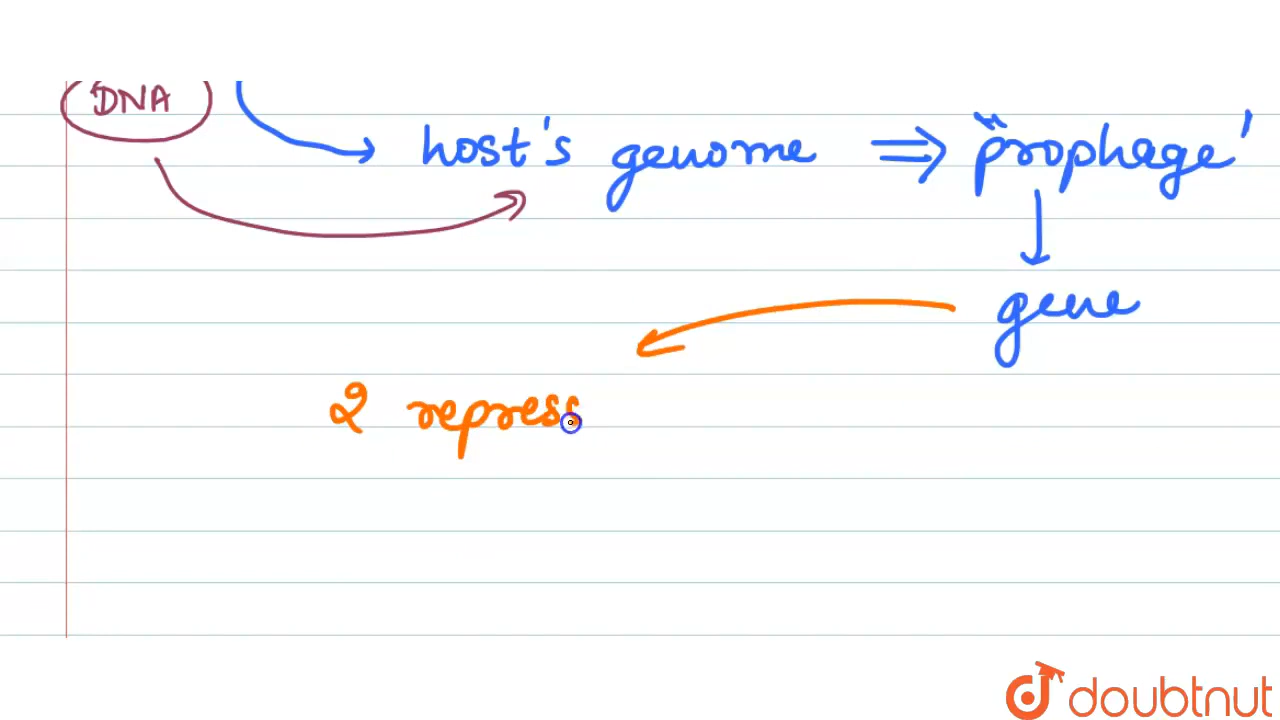 DNA
host's genome ⇒ "prophage'
gene
2 repress
doubtnut